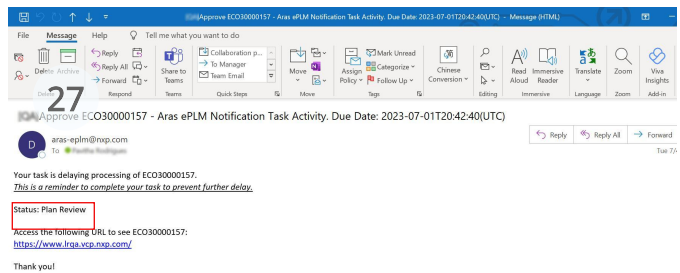 Approve ECO30000157 - Aras ePLM Notification Task Activity. Due Date: 2023-07-01T20:42:40(UTC) - Message (HTML)
File Message Help Tell me what you want to do
Delete Archive
Reply
Reply All
Forward
Share to Teams
Collaboration p...
To Manager
Team Email
Move
Assign Policy
Mark Unread
Categorize
Follow Up
Chinese Conversion
Read Aloud
Immersive Reader
Translate
Zoom
Viva Insights
Respond Teams Quick Steps Move Tags Editing Immersive Language Zoom Add-in
27
Approve ECO30000157 - Aras ePLM Notification Task Activity. Due Date: 2023-07-01T20:42:40(UTC)
D
aras-eplm@nxp.com
To
Reply Reply All Forward
Tue 7/4
Your task is delaying processing of ECO30000157.
This is a reminder to complete your task to prevent further delay.
Status: Plan Review
Access the following URL to see ECO30000157:
https://www.lrqa.vcp.nxp.com/
Thank you!